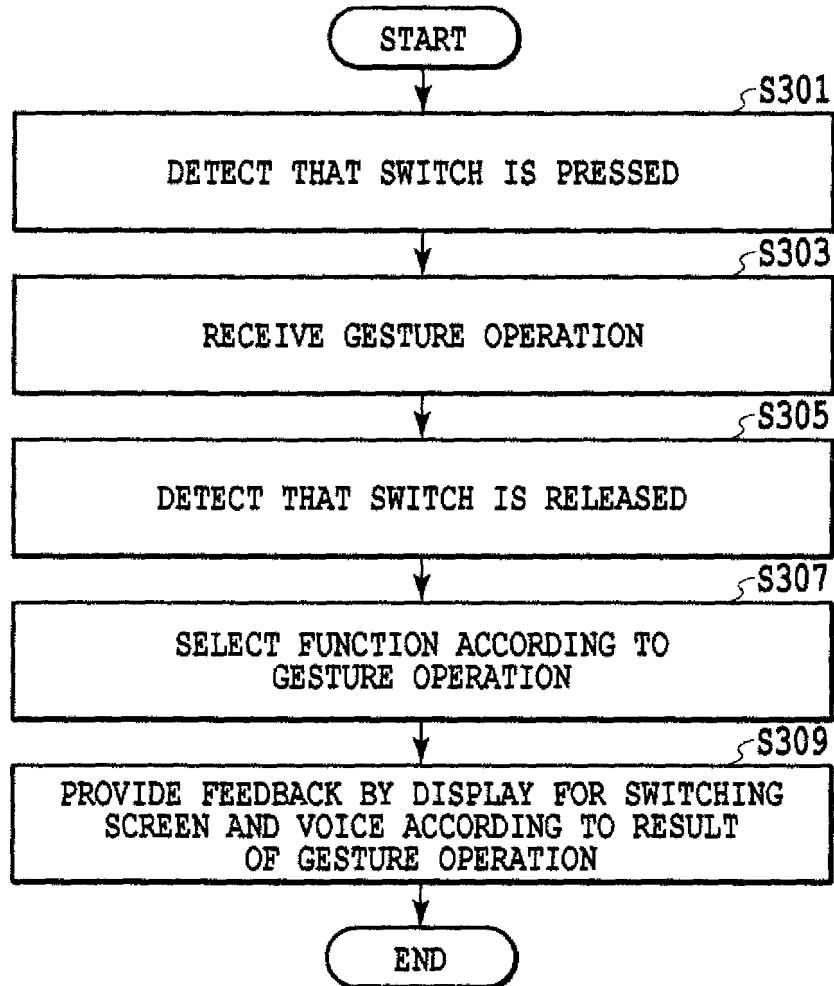 START
S301
DETECT THAT SWITCH IS PRESSED
S303
RECEIVE GESTURE OPERATION
S305
DETECT THAT SWITCH IS RELEASED
S307
SELECT FUNCTION ACCORDING TO
GESTURE OPERATION
S309
PROVIDE FEEDBACK BY DISPLAY FOR SWITCHING
SCREEN AND VOICE ACCORDING TO RESULT
OF GESTURE OPERATION
END